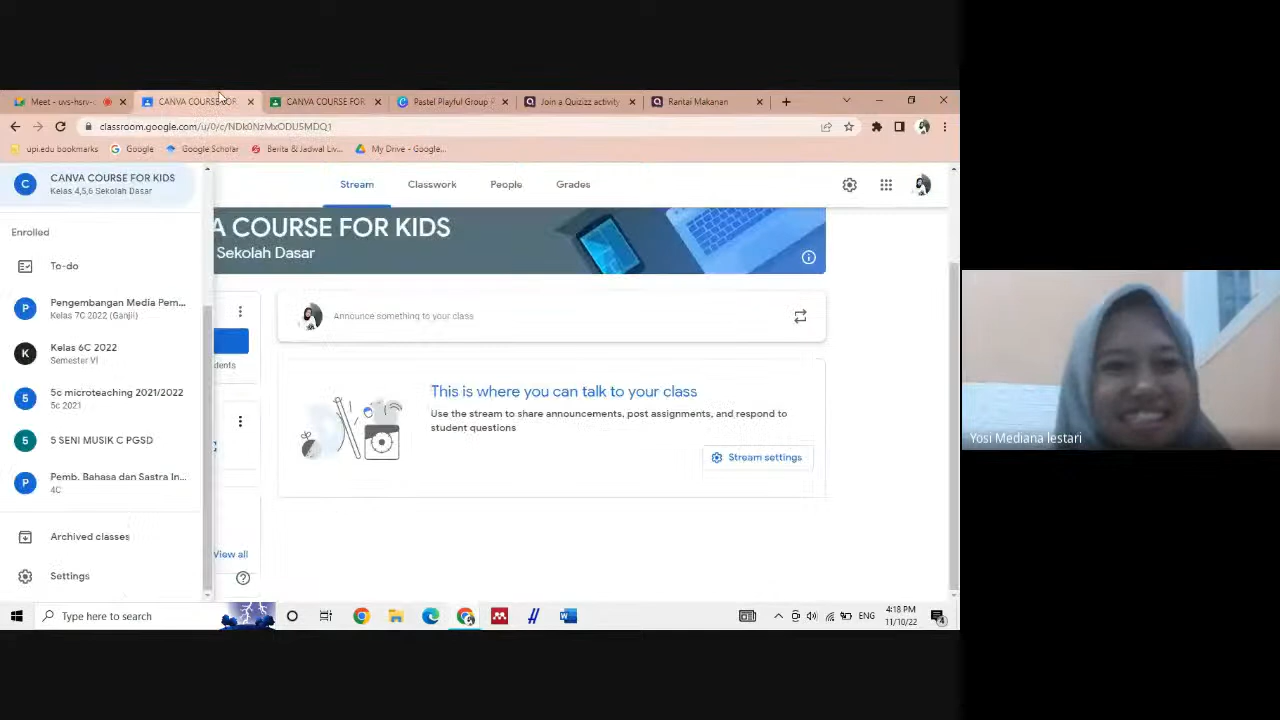 Meet - uvs-hsrv-
CANVA COURSE FOR
CANVA COURSE FOR
Pastel Playful Group P
Join a Quizizz activity
Rantai Makanan
classroom.google.com/u/0/c/NDk0NzMxODU5MDQ1
upi.edu bookmarks
Google
Google Scholar
Berita & Jadwal Liv...
My Drive - Google...
C
CANVA COURSE FOR KIDS
Kelas 4,5,6 Sekolah Dasar
Stream
Classwork
People
Grades
A COURSE FOR KIDS
Sekolah Dasar
Enrolled
To-do
P
Pengembangan Media Pem...
Kelas 7C 2022 (Ganjil)
K
Kelas 6C 2022
Semester VI
5
5c microteaching 2021/2022
5c 2021
5
5 SENI MUSIK C PGSD
P
Pemb. Bahasa dan Sastra In...
4C
Archived classes
Settings
dents
View all
Announce something to your class
This is where you can talk to your class
Use the stream to share announcements, post assignments, and respond to
student questions
Stream settings
Yosi Mediana lestari
Type here to search
ENG
4:18 PM
11/10/22
4